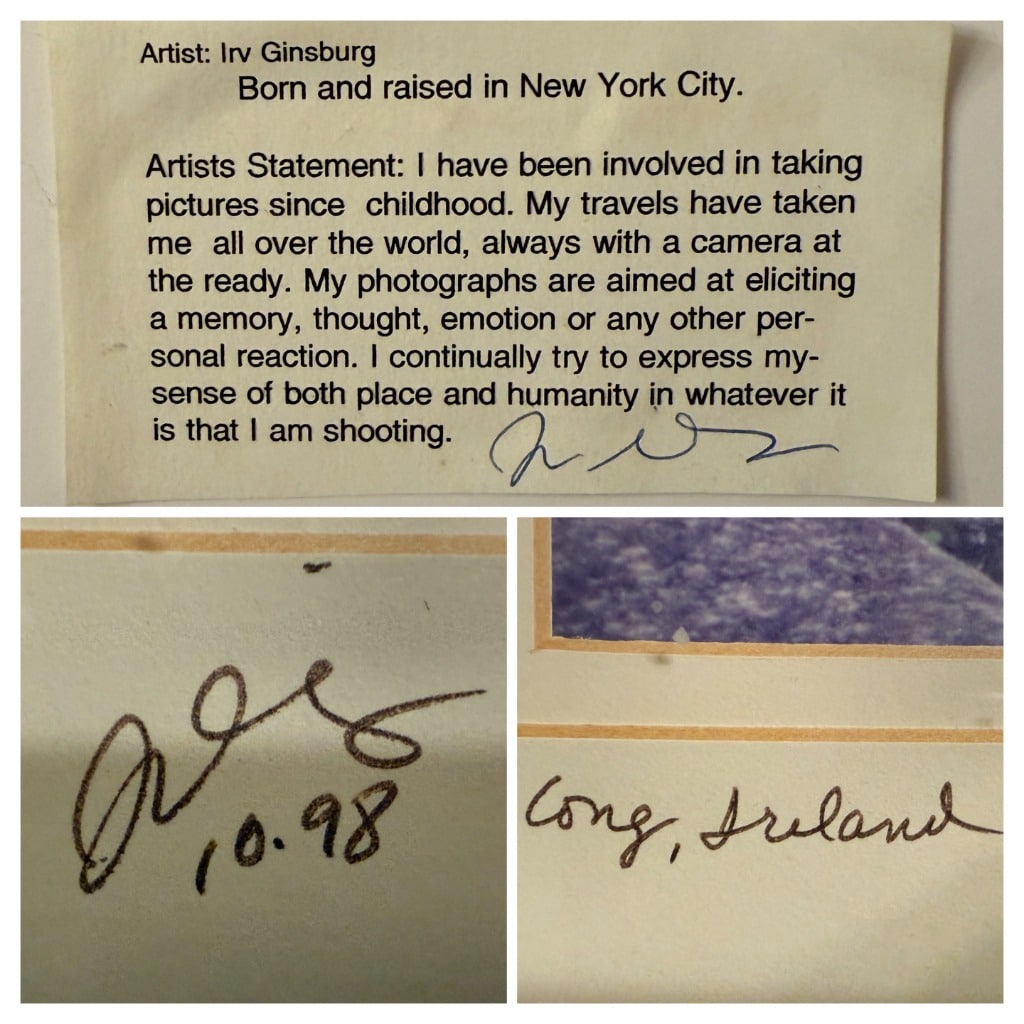 Artist: Irv Ginsburg
Born and raised in New York City.
Artists Statement: I have been involved in taking
pictures since childhood. My travels have taken
me all over the world, always with a camera at
the ready. My photographs are aimed at eliciting
a memory, thought, emotion or any other per-
sonal reaction. I continually try to express my-
sense of both place and humanity in whatever it
is that I am shooting.
10.98
Cong, Ireland